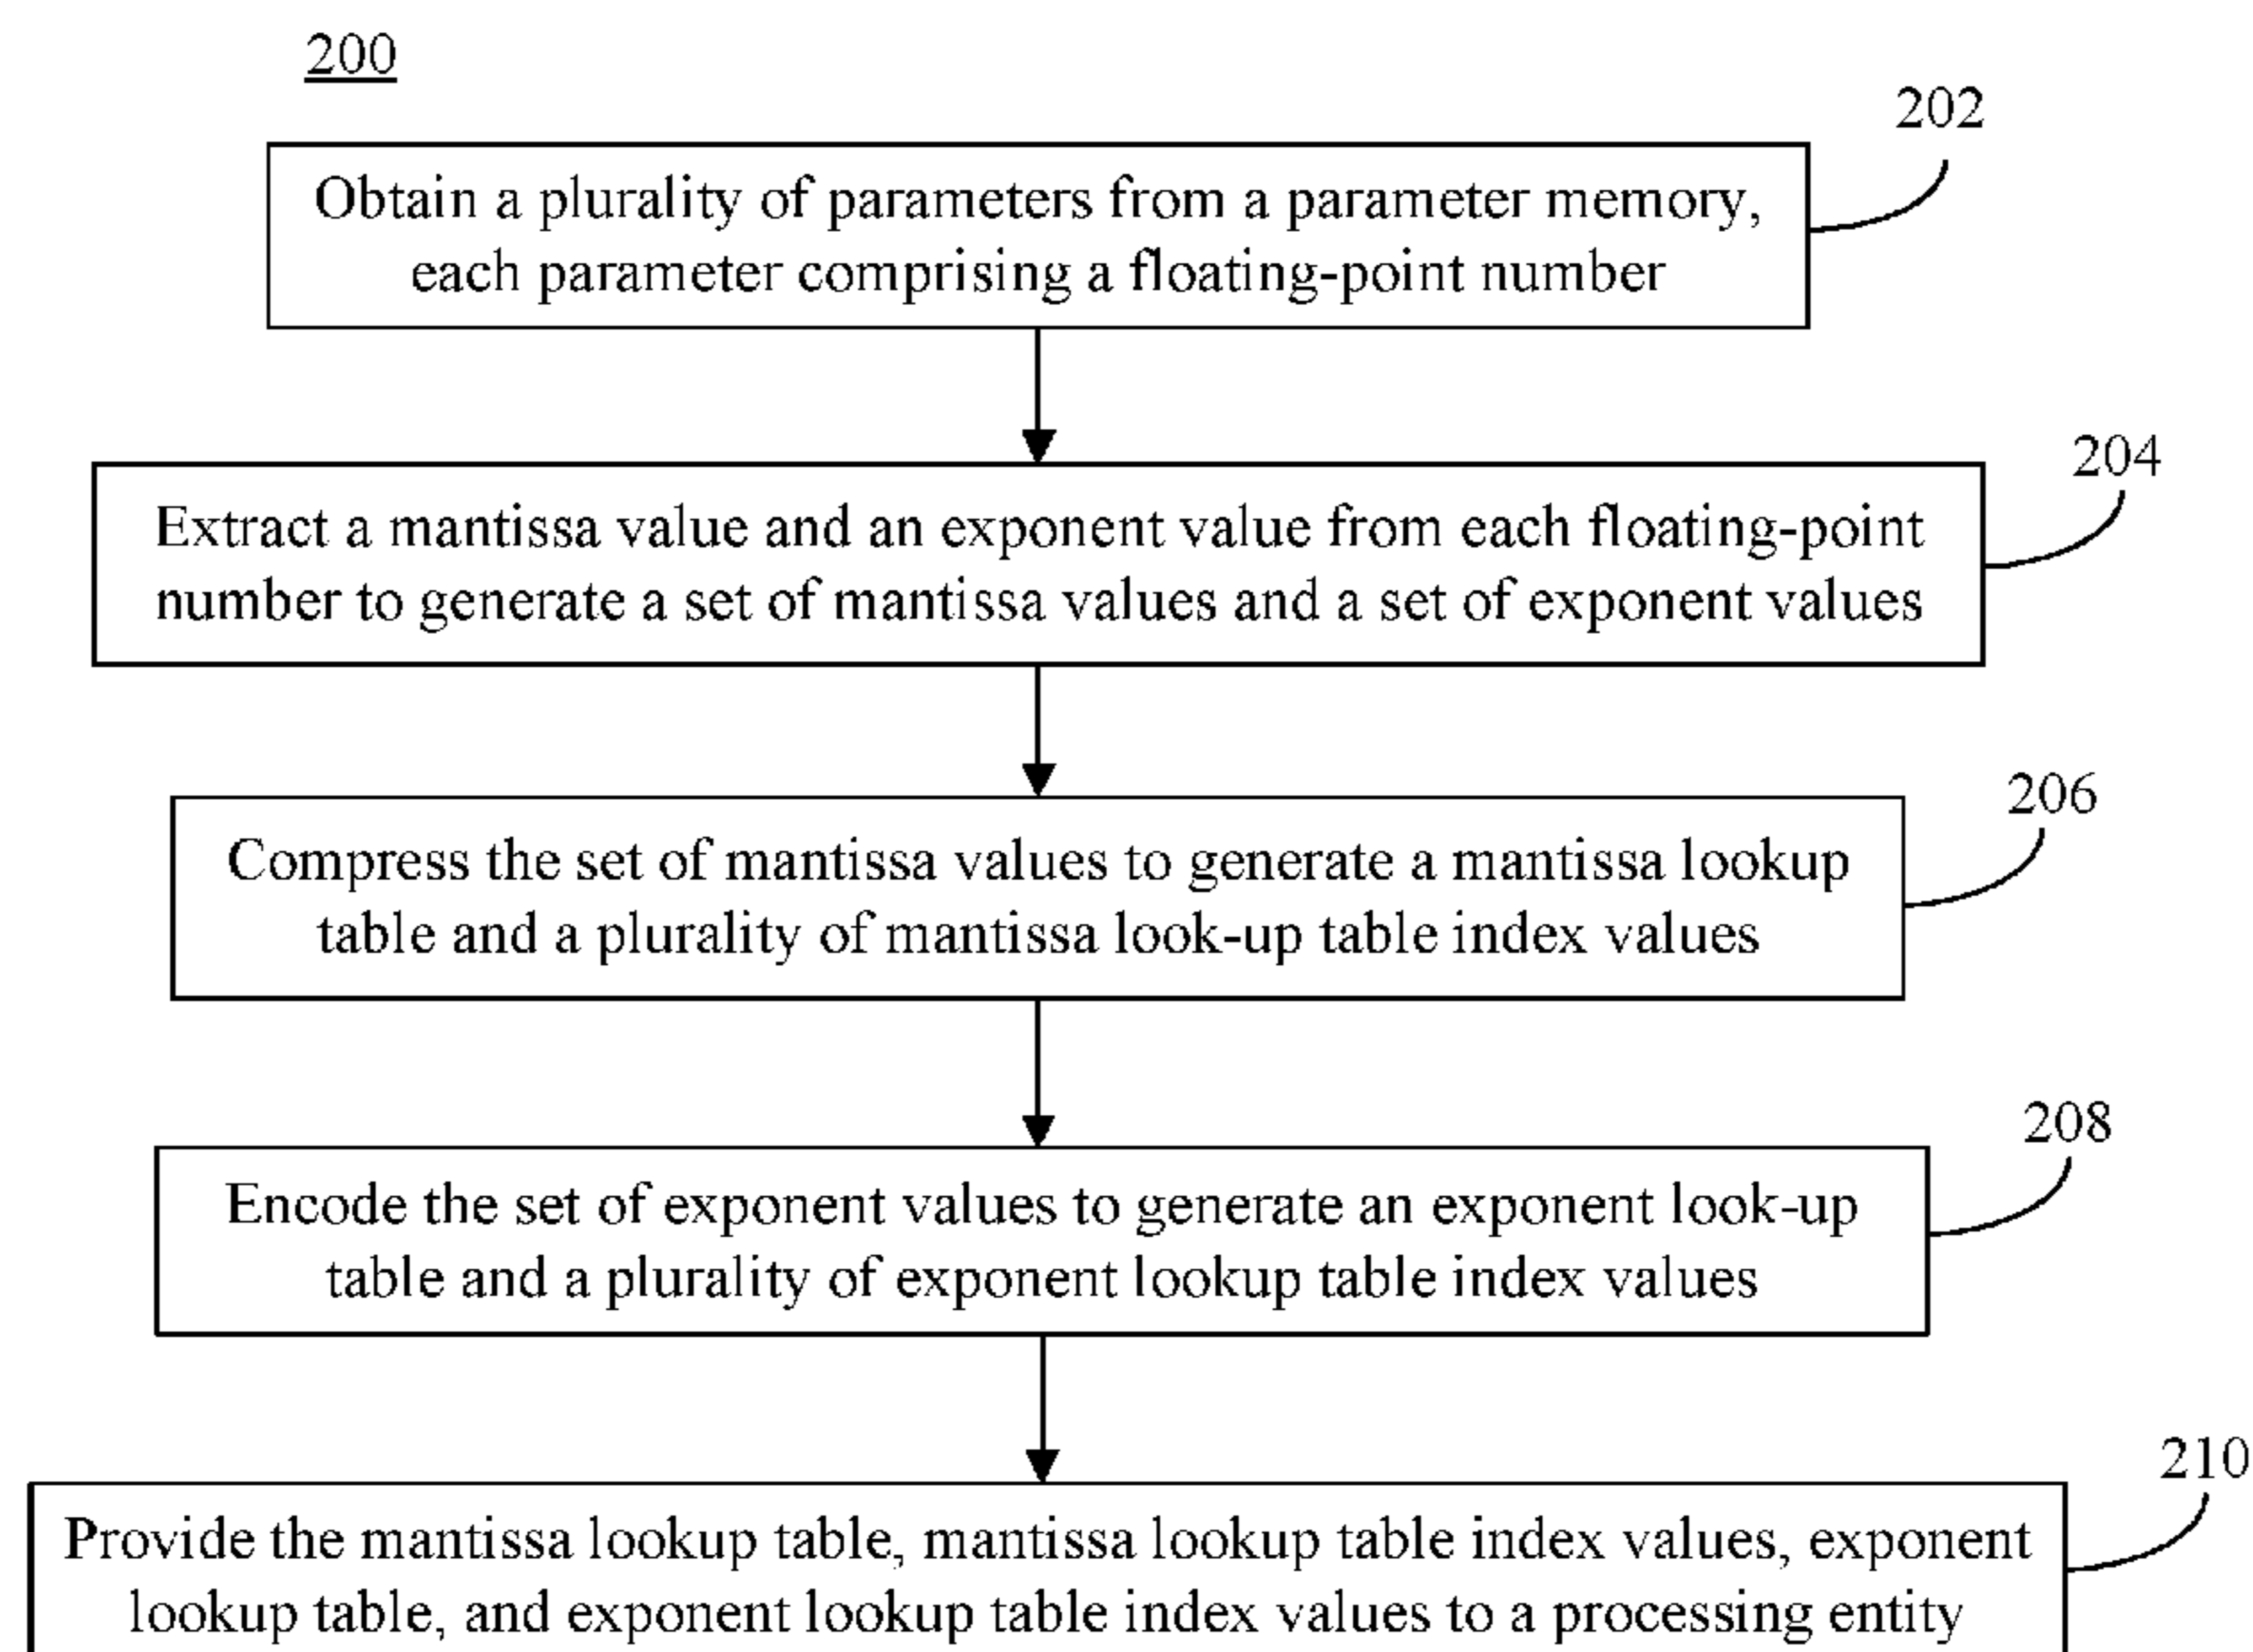 200
202
Obtain a plurality of parameters from a parameter memory,
each parameter comprising a floating-point number
204
Extract a mantissa value and an exponent value from each floating-point
number to generate a set of mantissa values and a set of exponent values
206
Compress the set of mantissa values to generate a mantissa lookup
table and a plurality of mantissa look-up table index values
208
Encode the set of exponent values to generate an exponent look-up
table and a plurality of exponent lookup table index values
210
Provide the mantissa lookup table, mantissa lookup table index values, exponent
lookup table, and exponent lookup table index values to a processing entity